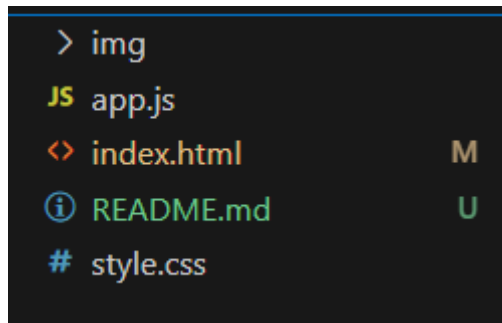 > img
JS app.js
<> index.html M
README.md U
# style.css